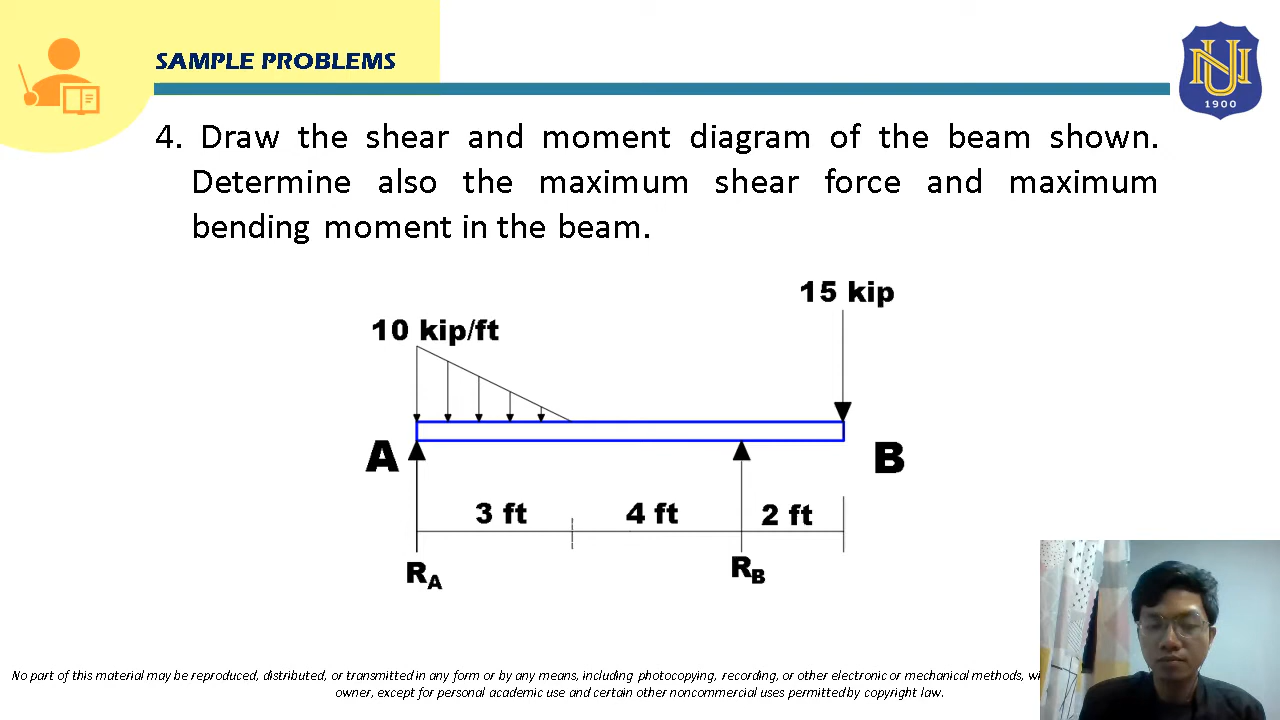 SAMPLE PROBLEMS
NU
1900
4. Draw the shear and moment diagram of the beam shown.
Determine also the maximum shear force and maximum
bending moment in the beam.
15 kip
10 kip/ft
A
B
3 ft
4 ft
2 ft
RA
RB
No part of this material may be reproduced, distributed, or transmitted in any form or by any means, including photocopying, recording, or other electronic or mechanical methods, wi
owner, except for personal academic use and certain other noncommercial uses permitted by copyright law.